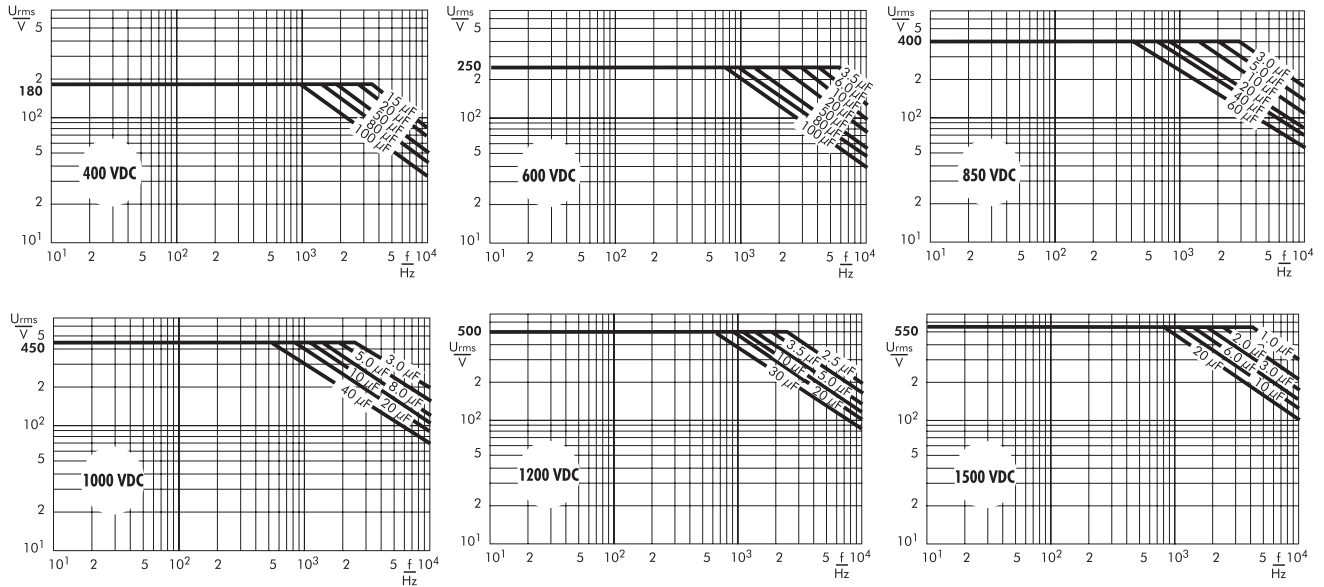 Urms
V
5
2
180
10²
5
2
10¹
400 VDC
15 µF
20 µF
80 µF
100 µF
10¹ 2 5 10² 2 5 10³ 2 5 f 10⁴
Hz
Urms
V
5
250
2
10²
5
2
10¹
600 VDC
3.5 µF
6.0 µF
10 µF
20 µF
80 µF
100 µF
10¹ 2 5 10² 2 5 10³ 2 5 f 10⁴
Hz
Urms
V
5
400
2
10²
5
2
10¹
850 VDC
3.0 µF
5.0 µF
10 µF
20 µF
40 µF
60 µF
10¹ 2 5 10² 2 5 10³ 2 5 f 10⁴
Hz
Urms
V
5
450
2
10²
5
2
10¹
1000 VDC
3.0 µF
5.0 µF
8.0 µF
10 µF
20 µF
40 µF
10¹ 2 5 10² 2 5 10³ 2 5 f 10⁴
Hz
500
Urms
V
2
10²
5
2
10¹
1200 VDC
2.5 µF
3.5 µF
5.0 µF
10 µF
20 µF
30 µF
10¹ 2 5 10² 2 5 10³ 2 5 f 10⁴
Hz
550
Urms
V
2
10²
5
2
10¹
1500 VDC
1.0 µF
2.0 µF
3.0 µF
6.0 µF
10 µF
20 µF
10¹ 2 5 10² 2 5 10³ 2 5 f 10⁴
Hz